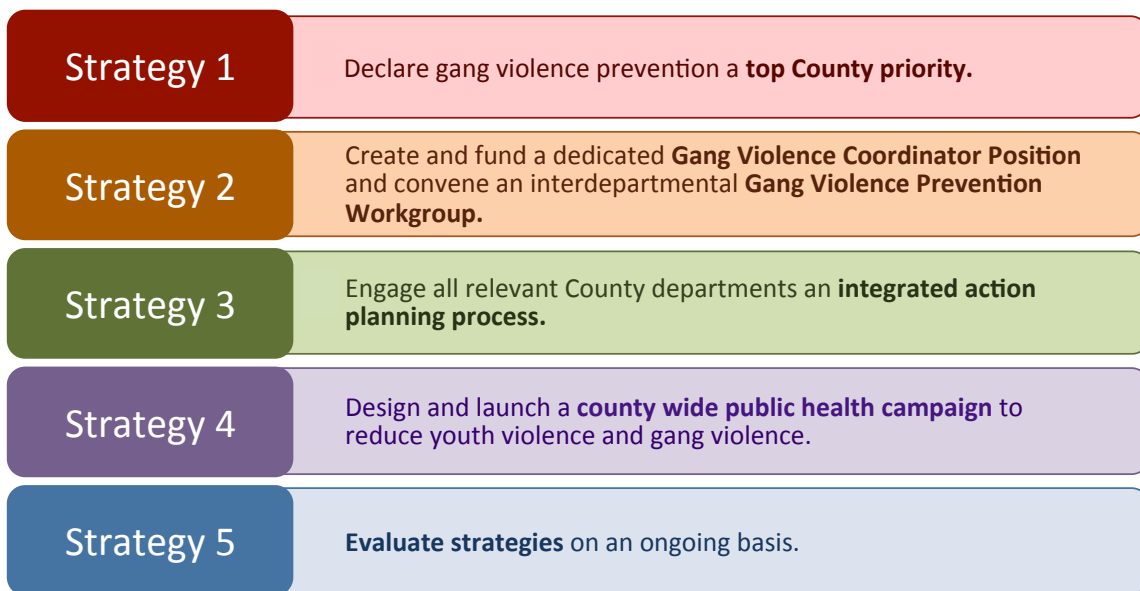 Strategy 1
Declare gang violence prevention a top County priority.
Strategy 2
Create and fund a dedicated Gang Violence Coordinator Position
and convene an interdepartmental Gang Violence Prevention
Workgroup.
Strategy 3
Engage all relevant County departments an integrated action
planning process.
Strategy 4
Design and launch a county wide public health campaign to
reduce youth violence and gang violence.
Strategy 5
Evaluate strategies on an ongoing basis.